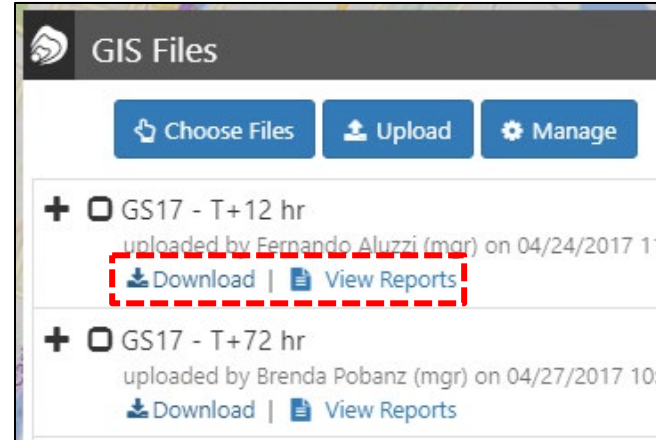 GIS Files
Choose Files Upload Manage
GS17 - T+12 hr
uploaded by Fernando Aluzzi (mgr) on 04/24/2017
Download | View Reports
GS17 - T+72 hr
uploaded by Brenda Pobanz (mgr) on 04/27/2017 10:
Download | View Reports